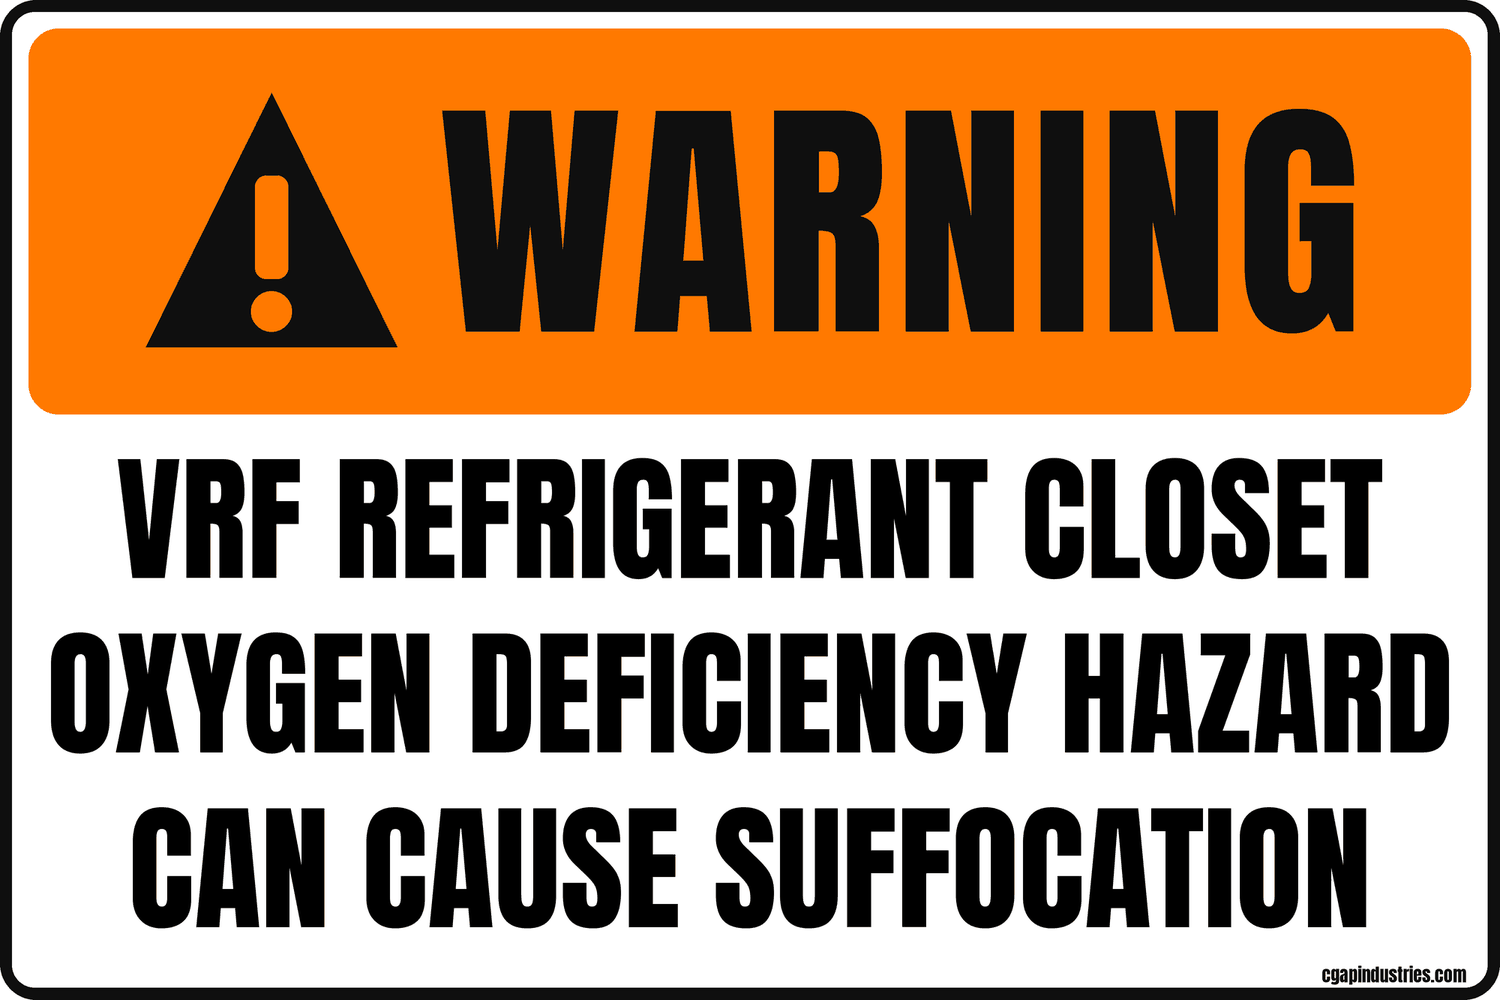 WARNING
VRF REFRIGERANT CLOSET
OXYGEN DEFICIENCY HAZARD
CAN CAUSE SUFFOCATION
cgapindustries.com